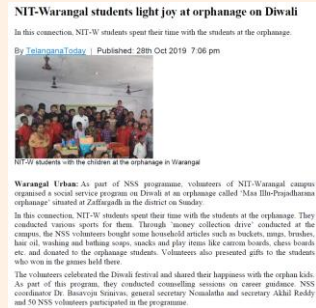 NIT-Warangal students light joy at orphanage on Diwali
In this connection, NIT-W students spent their time with the students at the orphanage.
By TelanganaToday | Published: 28th Oct 2019 7:06 pm
NIT-W students with the children at the orphanage in Warangal
Warangal Urban: As part of NSS programme, volunteers of NIT-Warangal campus
organised a social service program on Diwali at an orphanage called ‘Maa Illu-Prajadharana
orphanage’ situated at Zaffargadh in the district on Sunday.
In this connection, NIT-W students spent their time with the students at the orphanage. They
conducted various sports for them. Through ‘money collection drive’ conducted at the
campus, the NSS volunteers bought some household articles such as buckets, mugs, brushes,
hair oil, washing and bathing soaps, snacks and play items like carrom boards, chess boards
etc. and donated to the orphanage students. Volunteers also presented gifts to the students
who won in the games held there.
The volunteers celebrated the Diwali festival and shared their happiness with the orphan kids.
As part of this program, they conducted counselling sessions on career guidance. NSS
coordinator Dr. Basavoju Srinivas, general secretary Nomulatha and secretary Akhil Reddy
and 50 NSS volunteers participated in the programme.